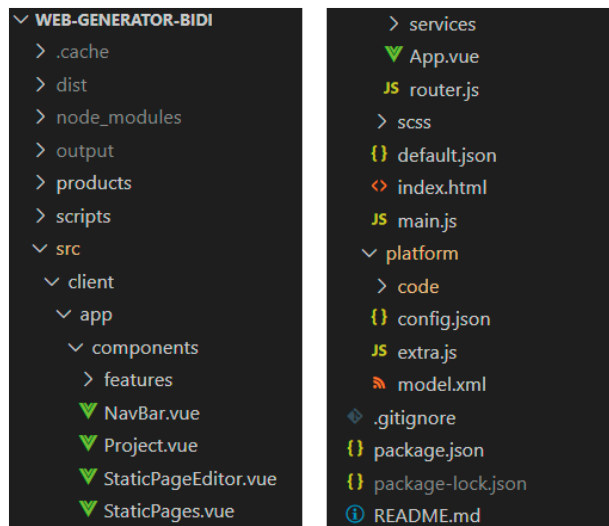 WEB-GENERATOR-BIDI
.cache
dist
node_modules
output
products
scripts
src
client
app
components
features
NavBar.vue
Project.vue
StaticPageEditor.vue
StaticPages.vue
services
App.vue
JS router.js
scss
{} default.json
<> index.html
JS main.js
platform
code
{} config.json
JS extra.js
model.xml
.gitignore
{} package.json
{} package-lock.json
README.md